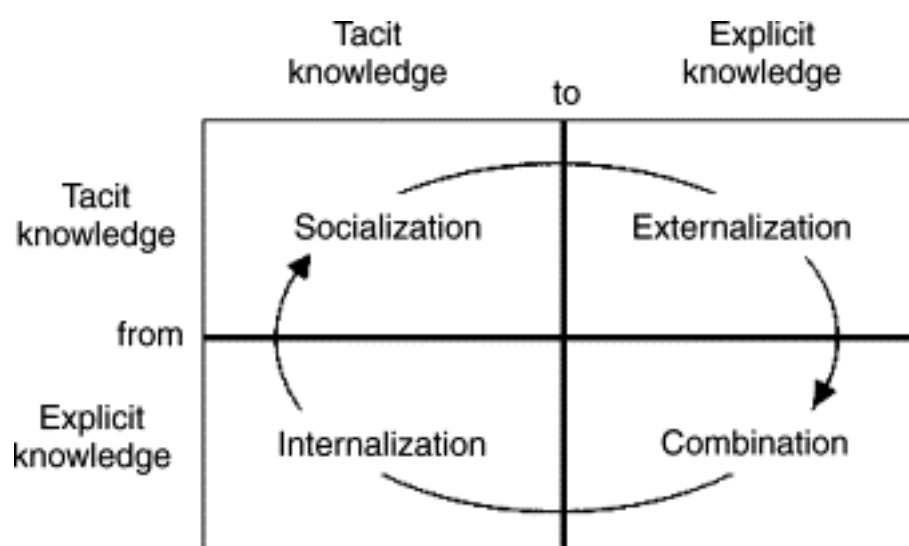 Tacit
knowledge
Explicit
knowledge
to
Tacit
knowledge
Socialization
Externalization
from
Explicit
knowledge
Internalization
Combination